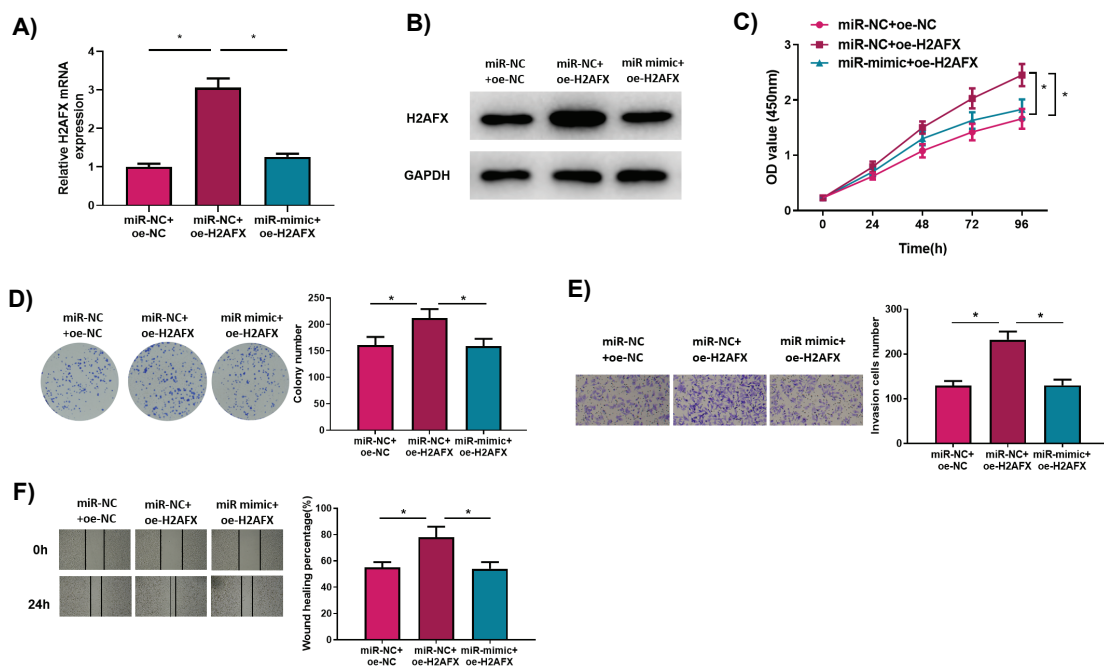 A)
*
*
Relative H2AFX mRNA
expression
4
3
2
1
0
miR-NC+
oe-NC
miR-NC+
oe-H2AFX
miR-mimic+
oe-H2AFX
B)
miR-NC
+oe-NC
miR-NC+
oe-H2AFX
miR mimic+
oe-H2AFX
H2AFX
GAPDH
C)
miR-NC+oe-NC
miR-NC+oe-H2AFX
miR-mimic+oe-H2AFX
OD value (450nm)
3
2
1
0
*
*
0
24
48
72
96
Time(h)
D)
miR-NC
+oe-NC
miR-NC+
oe-H2AFX
miR mimic+
oe-H2AFX
Colony number
250
200
150
100
50
0
*
*
miR-NC+
oe-NC
miR-NC+
oe-H2AFX
miR-mimic+
oe-H2AFX
E)
miR-NC
+oe-NC
miR-NC+
oe-H2AFX
miR mimic+
oe-H2AFX
Invasion cells number
300
200
100
0
*
*
miR-NC+
oe-NC
miR-NC+
oe-H2AFX
miR-mimic+
oe-H2AFX
F)
miR-NC
+oe-NC
miR-NC+
oe-H2AFX
miR mimic+
oe-H2AFX
0h
24h
Wound healing percentage(%)
100
80
60
40
20
0
*
*
miR-NC+
oe-NC
miR-NC+
oe-H2AFX
miR-mimic+
oe-H2AFX